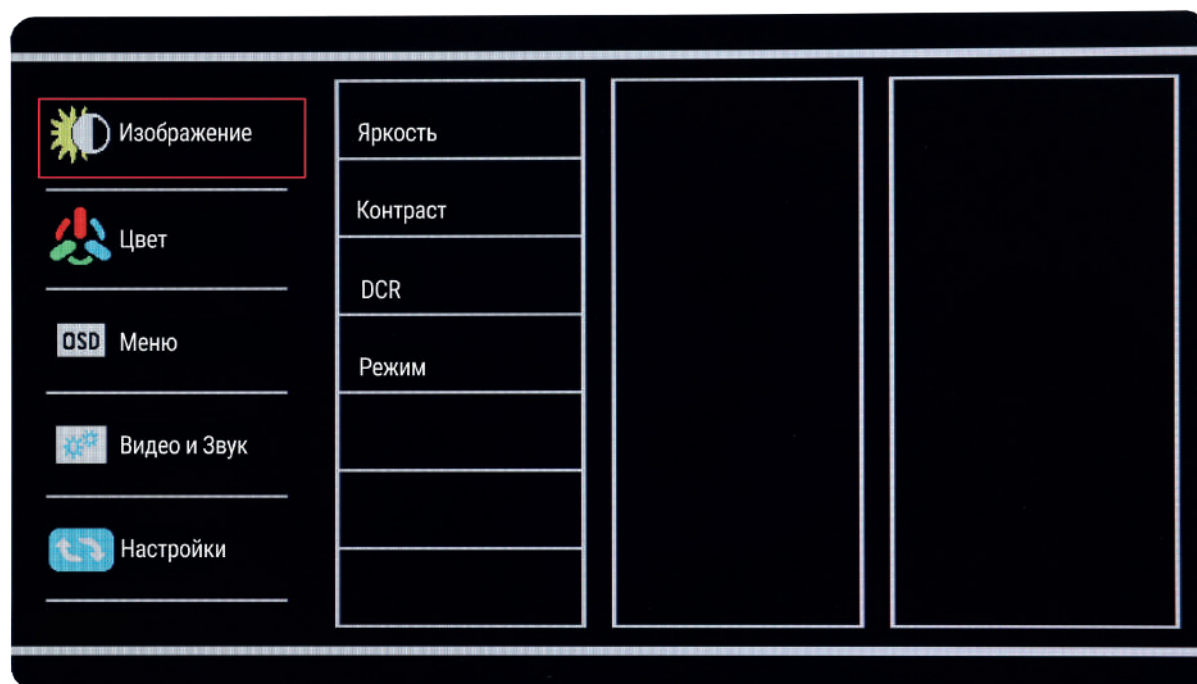 Изображение
Цвет
OSD Меню
Видео и Звук
Настройки
Яркость
Контраст
DCR
Режим